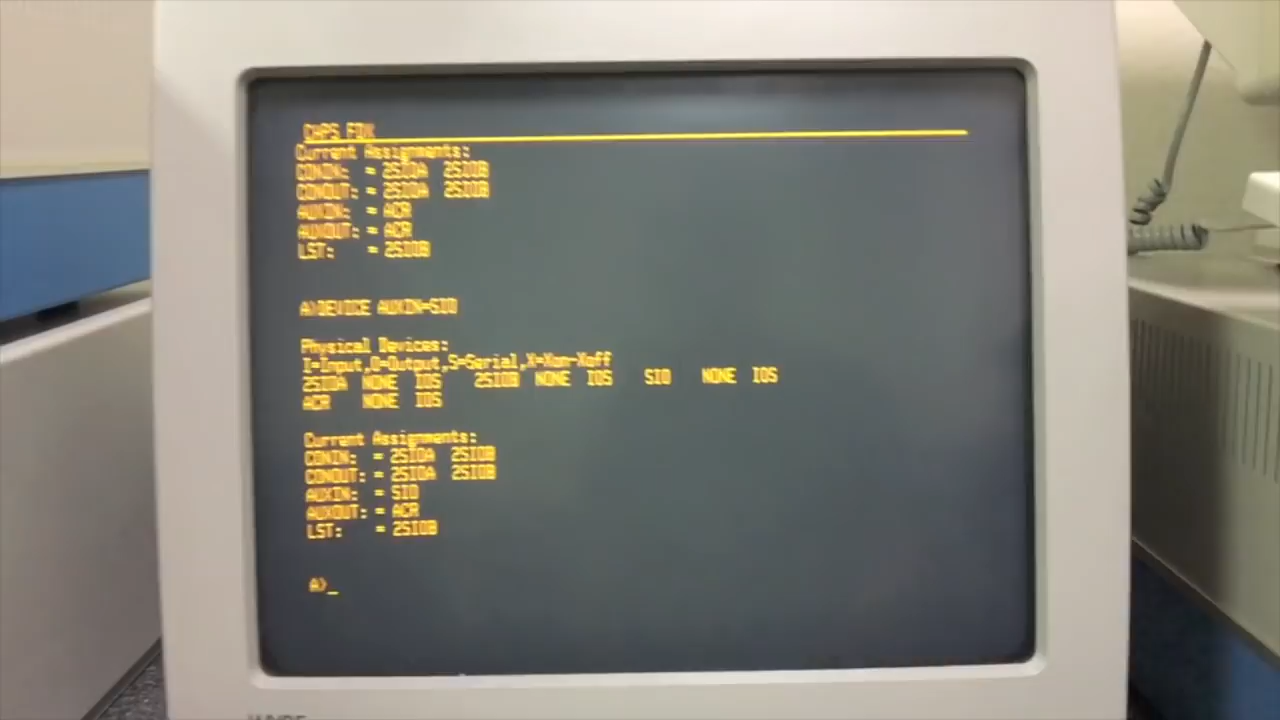 CAPS FDX
Current Assignments:
CONIN: = 2SIOA 2SIOB
CONOUT: = 2SIOA 2SIOB
AUXIN: = ACR
AUXOUT: = ACR
LST: = 2SIOB
A>DEVICE AUXIN=SIO
Physical Devices:
I=Input,O=Output,S=Serial,X=Xon-Xoff
2SIOA NONE IOS 2SIOB NONE IOS SIO NONE IOS
ACR NONE IOS
Current Assignments:
CONIN: = 2SIOA 2SIOB
CONOUT: = 2SIOA 2SIOB
AUXIN: = SIO
AUXOUT: = ACR
LST: = 2SIOB
A>_